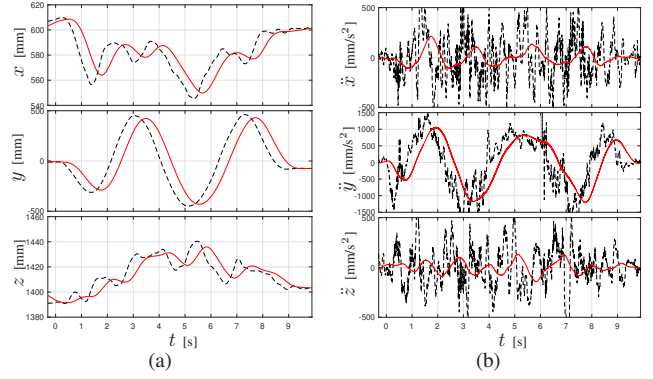 620
600
580
560
540
x [mm]
500
0
-500
y [mm]
1460
1440
1420
1400
1380
z [mm]
0 1 2 3 4 5 6 7 8 9
t [s]
(a)
500
0
-500
ẍ [mm/s²]
1500
1000
500
0
-500
-1000
-1500
ÿ [mm/s²]
500
0
-500
z̈ [mm/s²]
0 1 2 3 4 5 6 7 8 9
t [s]
(b)